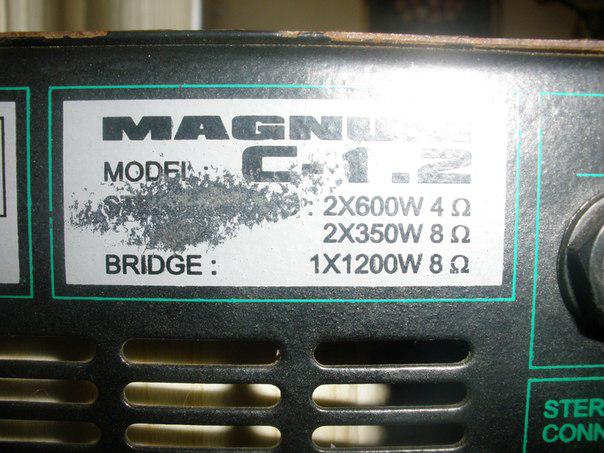 MODEL : C-1.2
: 2X600W 4 Ω
2X350W 8 Ω
BRIDGE : 1X1200W 8 Ω